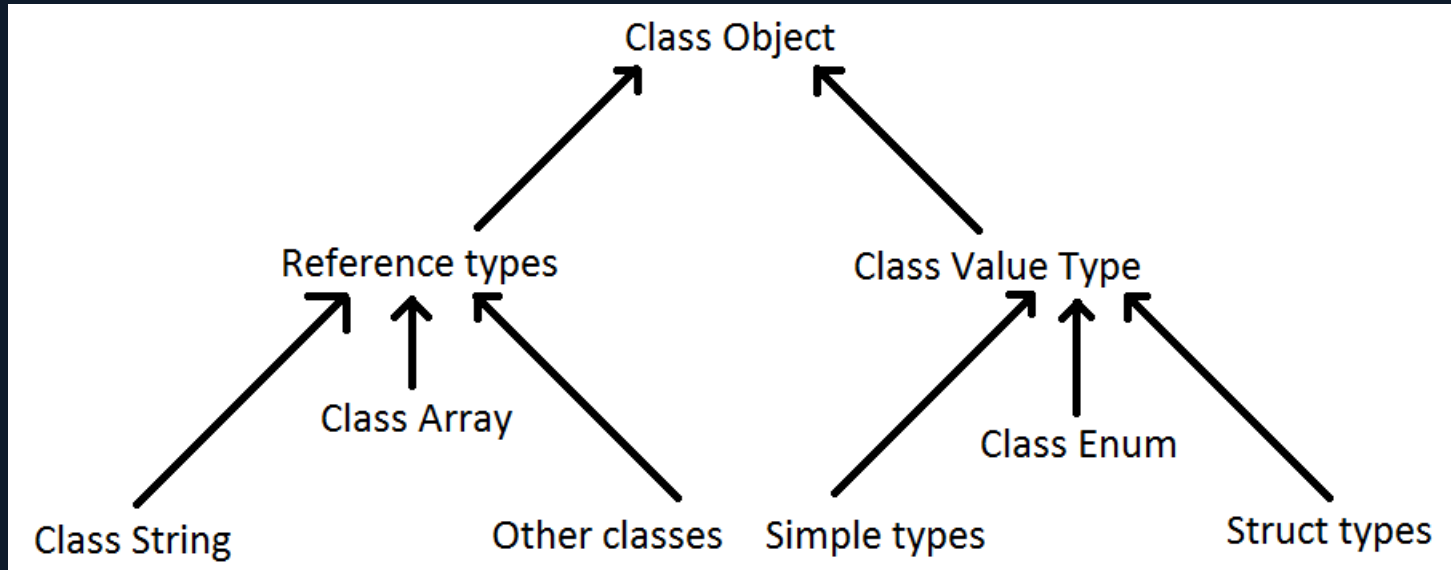 Class Object
Reference types
Class Value Type
Class Array
Class Enum
Class String
Other classes
Simple types
Struct types